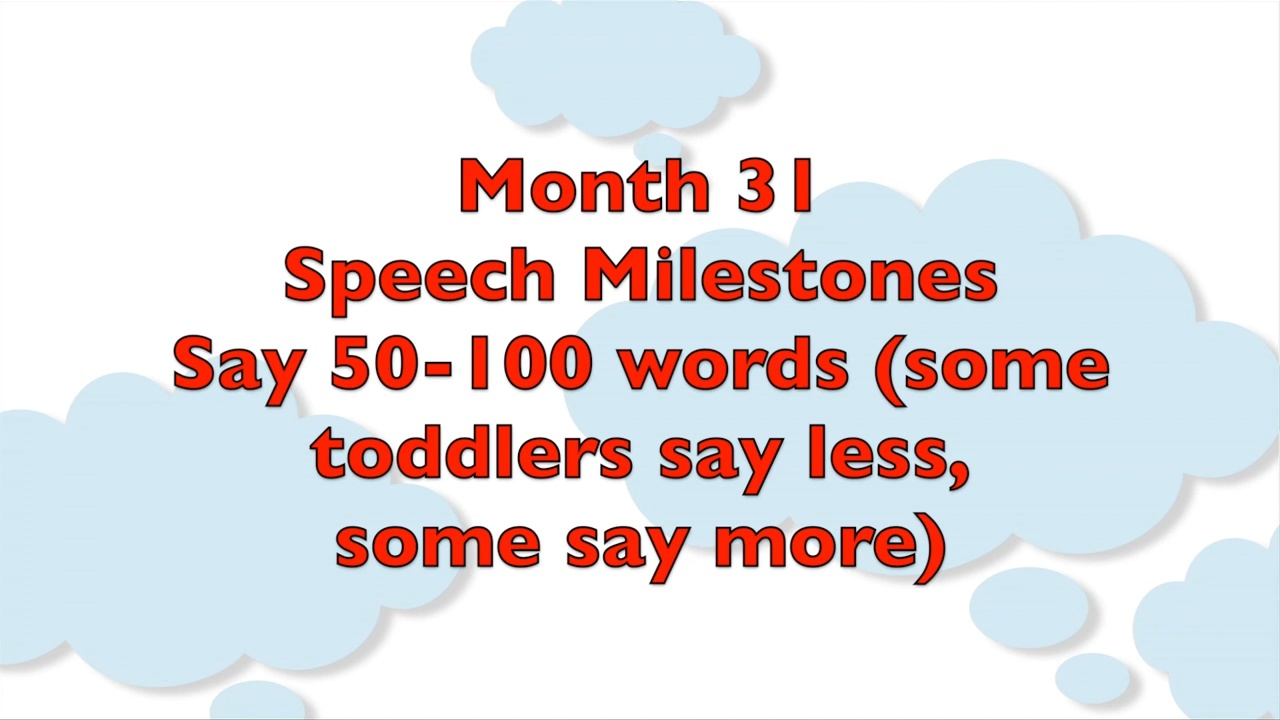 Month 31
Speech Milestones
Say 50-100 words (some
toddlers say less,
some say more)